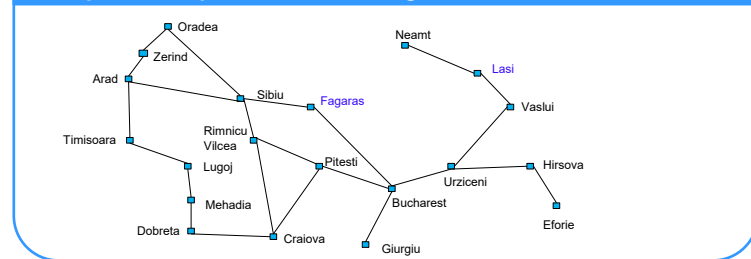 Oradea
Neamt
Zerind
Lasi
Arad
Sibiu
Fagaras
Vaslui
Timisoara
Rimnicu
Vilcea
Lugoj
Pitesti
Hirsova
Urziceni
Mehadia
Bucharest
Eforie
Dobreta
Craiova
Giurgiu